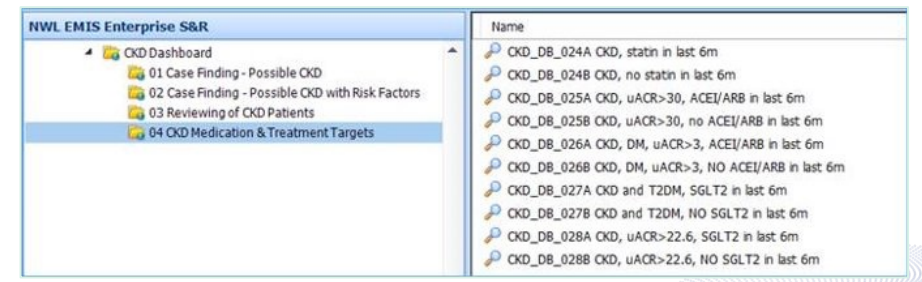 NWL EMIS Enterprise S&R
CKD Dashboard
01 Case Finding - Possible CKD
02 Case Finding - Possible CKD with Risk Factors
03 Reviewing of CKD Patients
04 CKD Medication & Treatment Targets
Name
CKD_DB_024A CKD, statin in last 6m
CKD_DB_024B CKD, no statin in last 6m
CKD_DB_025A CKD, uACR>30, ACEI/ARB in last 6m
CKD_DB_025B CKD, uACR>30, no ACEI/ARB in last 6m
CKD_DB_026A CKD, DM, uACR>3, ACEI/ARB in last 6m
CKD_DB_026B CKD, DM, uACR>3, NO ACEI/ARB in last 6m
CKD_DB_027A CKD and T2DM, SGLT2 in last 6m
CKD_DB_027B CKD and T2DM, NO SGLT2 in last 6m
CKD_DB_028A CKD, uACR>22.6, SGLT2 in last 6m
CKD_DB_028B CKD, uACR>22.6, NO SGLT2 in last 6m